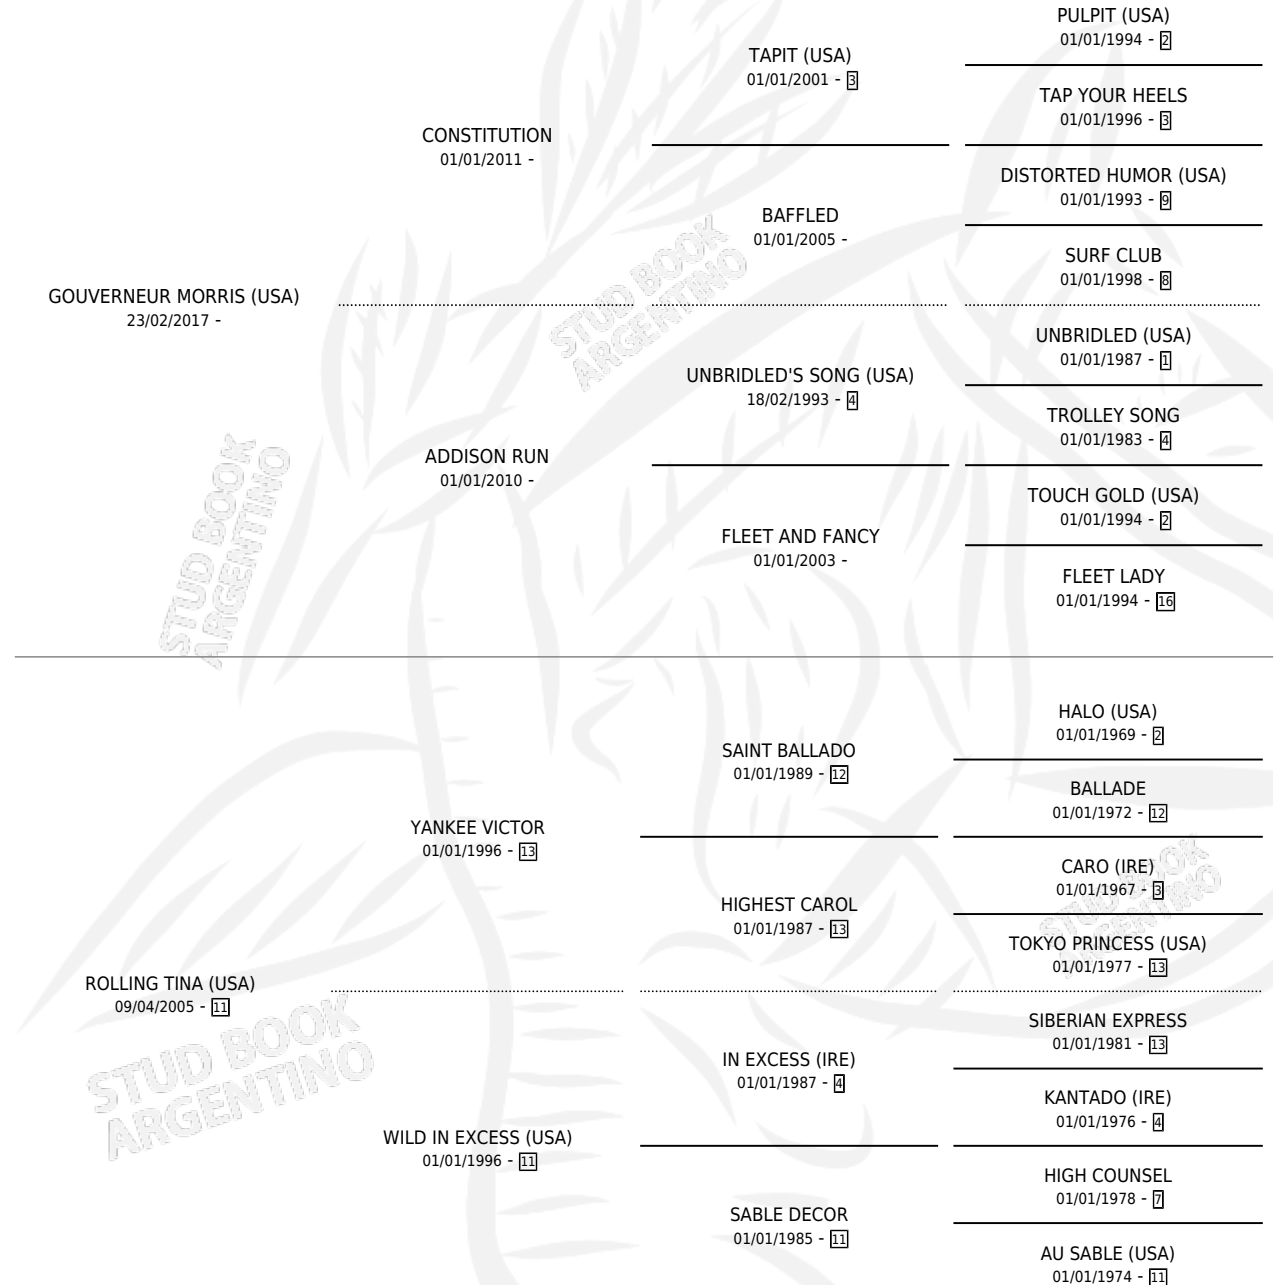 PULPIT (USA)
01/01/1994 - 2
TAPIT (USA)
01/01/2001 - 3
TAP YOUR HEELS
01/01/1996 - 3
CONSTITUTION
01/01/2011 -
DISTORTED HUMOR (USA)
01/01/1993 - 9
BAFFLED
01/01/2005 -
SURF CLUB
01/01/1998 - 8
GOUVERNEUR MORRIS (USA)
23/02/2017 -
UNBRIDLED (USA)
01/01/1987 - 1
UNBRIDLED'S SONG (USA)
18/02/1993 - 4
TROLLEY SONG
01/01/1983 - 4
ADDISON RUN
01/01/2010 -
TOUCH GOLD (USA)
01/01/1994 - 2
FLEET AND FANCY
01/01/2003 -
FLEET LADY
01/01/1994 - 16
HALO (USA)
01/01/1969 - 2
SAINT BALLADO
01/01/1989 - 12
BALLADE
01/01/1972 - 12
YANKEE VICTOR
01/01/1996 - 13
CARO (IRE)
01/01/1967 - 3
HIGHEST CAROL
01/01/1987 - 13
TOKYO PRINCESS (USA)
01/01/1977 - 13
ROLLING TINA (USA)
09/04/2005 - 11
SIBERIAN EXPRESS
01/01/1981 - 13
IN EXCESS (IRE)
01/01/1987 - 4
KANTADO (IRE)
01/01/1976 - 4
WILD IN EXCESS (USA)
01/01/1996 - 11
HIGH COUNSEL
01/01/1978 - 7
SABLE DECOR
01/01/1985 - 11
AU SABLE (USA)
01/01/1974 - 11
STUD BOOK
ARGENTINO
STUD BOOK
ARGENTINO
STUD BOOK
ARGENTINO
STUD BOOK
ARGENTINO